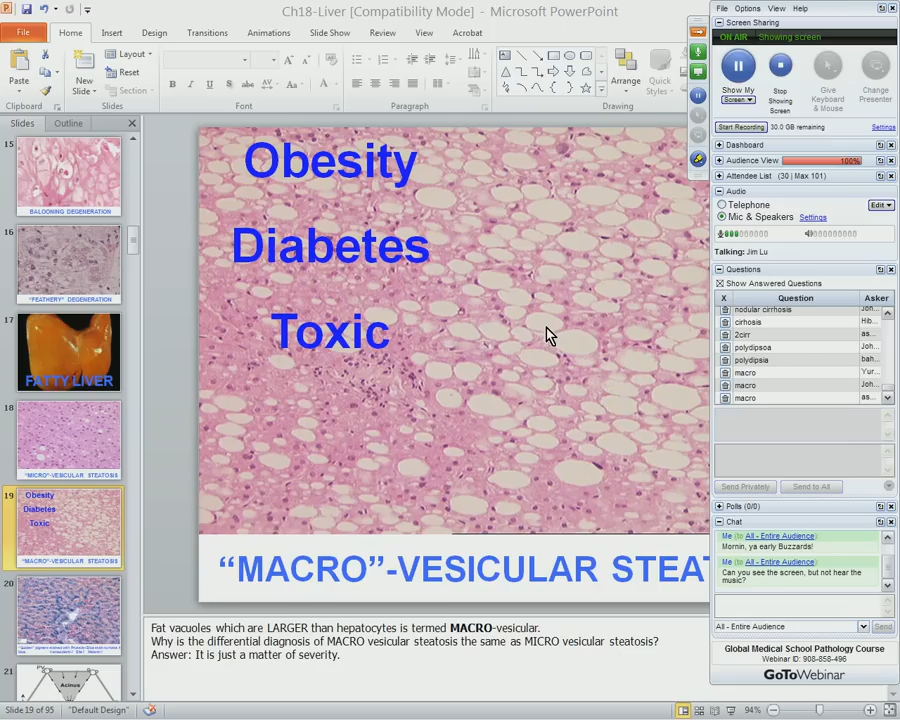 Ch18-Liver [Compatibility Mode] - Microsoft PowerPoint
File Home Insert Design Transitions Animations Slide Show Review View Acrobat
Paste
New
Slide
Layout
Reset
Section
Arrange
Quick
Styles
Clipboard Slides Font Paragraph Drawing
Slides Outline
15
BALOONING DEGENERATION
16
"FEATHERY" DEGENERATION
17
FATTY LIVER
18
"MICRO"-VESICULAR STEATOSIS
19
Obesity
Diabetes
Toxic
"MACRO"-VESICULAR STEATOSIS
20
21
Acinus
Obesity
Diabetes
Toxic
“MACRO”-VESICULAR STEAT
Fat vacuoles which are LARGER than hepatocytes is termed MACRO-vesicular.
Why is the differential diagnosis of MACRO vesicular steatosis the same as MICRO vesicular steatosis?
Answer: It is just a matter of severity.
Slide 19 of 95 "Default Design" 94%
File Options View Help
Screen Sharing
ON AIR Showing screen
Show My
Screen
Stop
Showing
Screen
Give
Keyboard
& Mouse
Change
Presenter
Start Recording 30.0 GB remaining Settings
Dashboard
Audience View 100%
Attendee List (30 | Max 101)
Audio
Telephone Edit
Mic & Speakers Settings
Talking: Jim Lu
Questions
Show Answered Questions
X Question Asker
nodular cirrhosis Joh...
cirhosis Hib...
2cirr as...
polydipsoa Joh...
polydipsia bah...
macro Yur...
macro Joh...
macro as...
Send Privately Send to All
Polls (0/0)
Chat
Me (to All - Entire Audience)
Mornin, ya early Buzzards!
Me (to All - Entire Audience)
Can you see the screen, but not hear the
music?
All - Entire Audience Send
Global Medical School Pathology Course
Webinar ID: 908-858-496
GoToWebinar